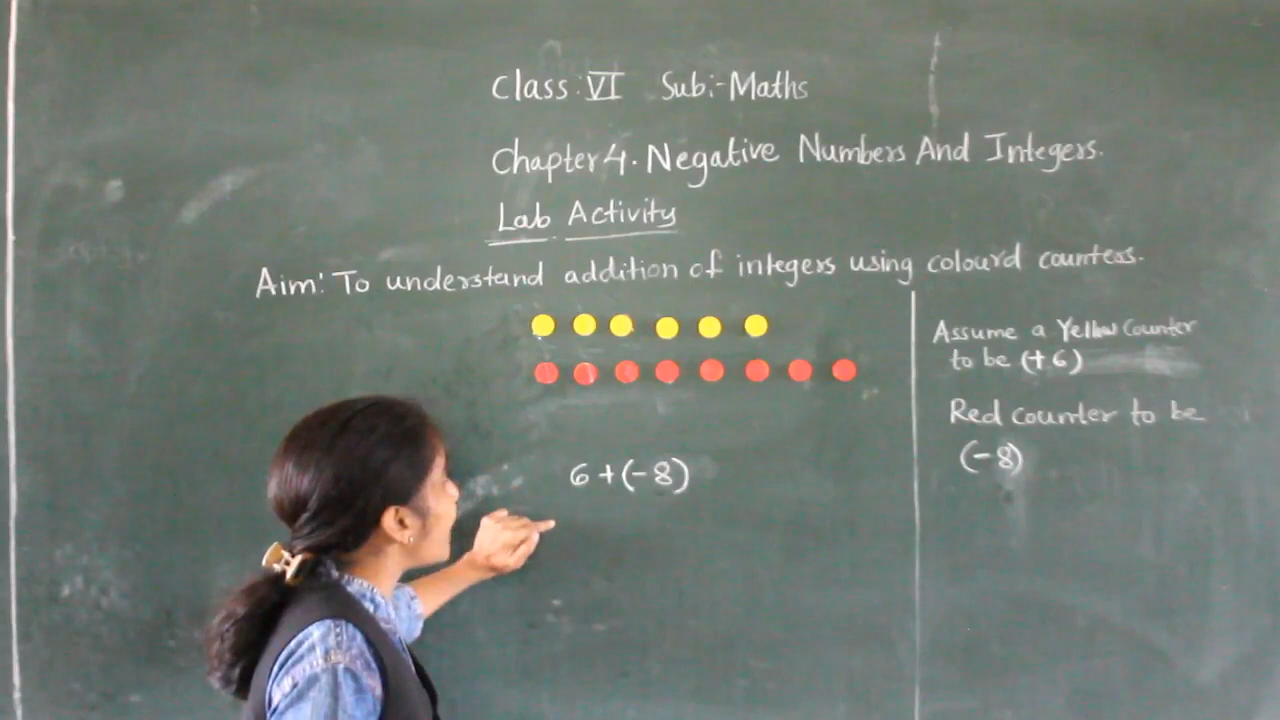 Class: VI Sub:-Maths
Chapter 4. Negative Numbers And Integers.
Lab Activity
Aim: To understand addition of integers using colourd counters.
6+(-8)
Assume a Yellow Counter
to be (+6)
Red counter to be
(-8)